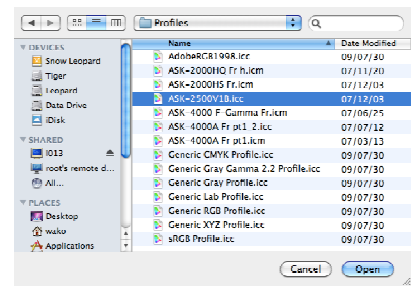 Profiles
DEVICES
Snow Leopard
Tiger
Leopard
Data Drive
iDisk
SHARED
I013
root's remote d...
All...
PLACES
Desktop
wako
Applications
Name Date Modified
AdobeRGB1998.icc 09/07/30
ASK-2000HQ Fr h.icm 07/11/20
ASK-2000HS Fr.icm 07/12/03
ASK-2500V1B.icc 07/12/03
ASK-4000 F-Gamma Fr.icm 07/06/25
ASK-4000A Fr pt1_2.icc 07/07/12
ASK-4000A Fr pt1.icm 07/03/13
Generic CMYK Profile.icc 09/07/30
Generic Gray Gamma 2.2 Profile.icc 09/07/30
Generic Gray Profile.icc 09/07/30
Generic Lab Profile.icc 09/07/30
Generic RGB Profile.icc 09/07/30
Generic XYZ Profile.icc 09/07/30
sRGB Profile.icc 09/07/30
Cancel Open